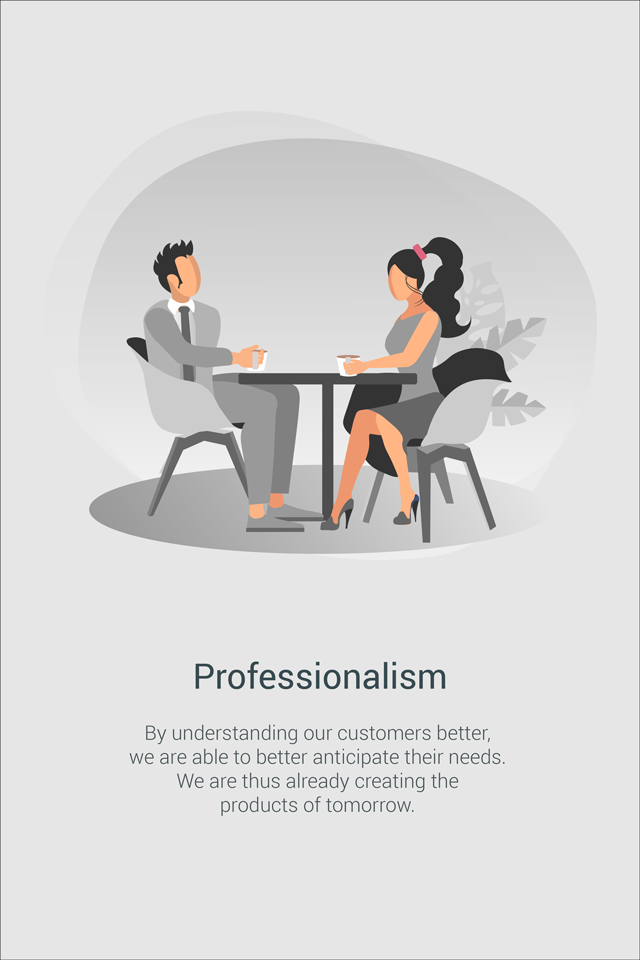 Professionalism
By understanding our customers better,
we are able to better anticipate their needs.
We are thus already creating the
products of tomorrow.